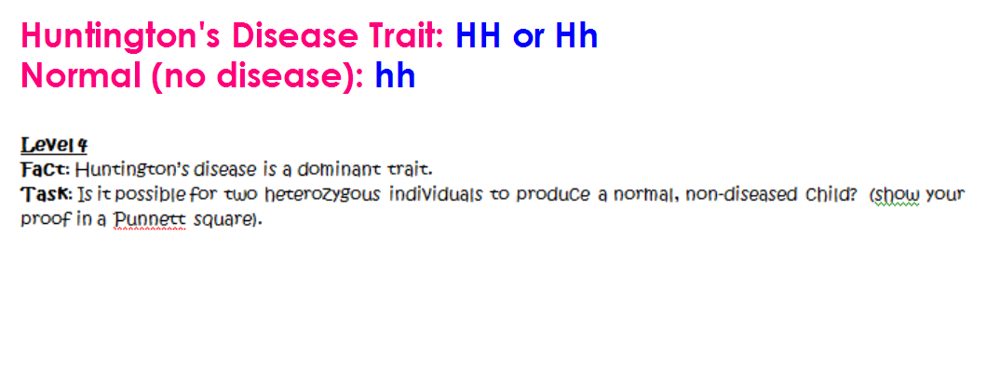 Huntington's Disease Trait: HH or Hh
Normal (no disease): hh
Level 4
Fact: Huntington's disease is a dominant trait.
Task: Is it possible for two heterozygous individuals to produce a normal, non-diseased child? (show your
proof in a Punnett square).